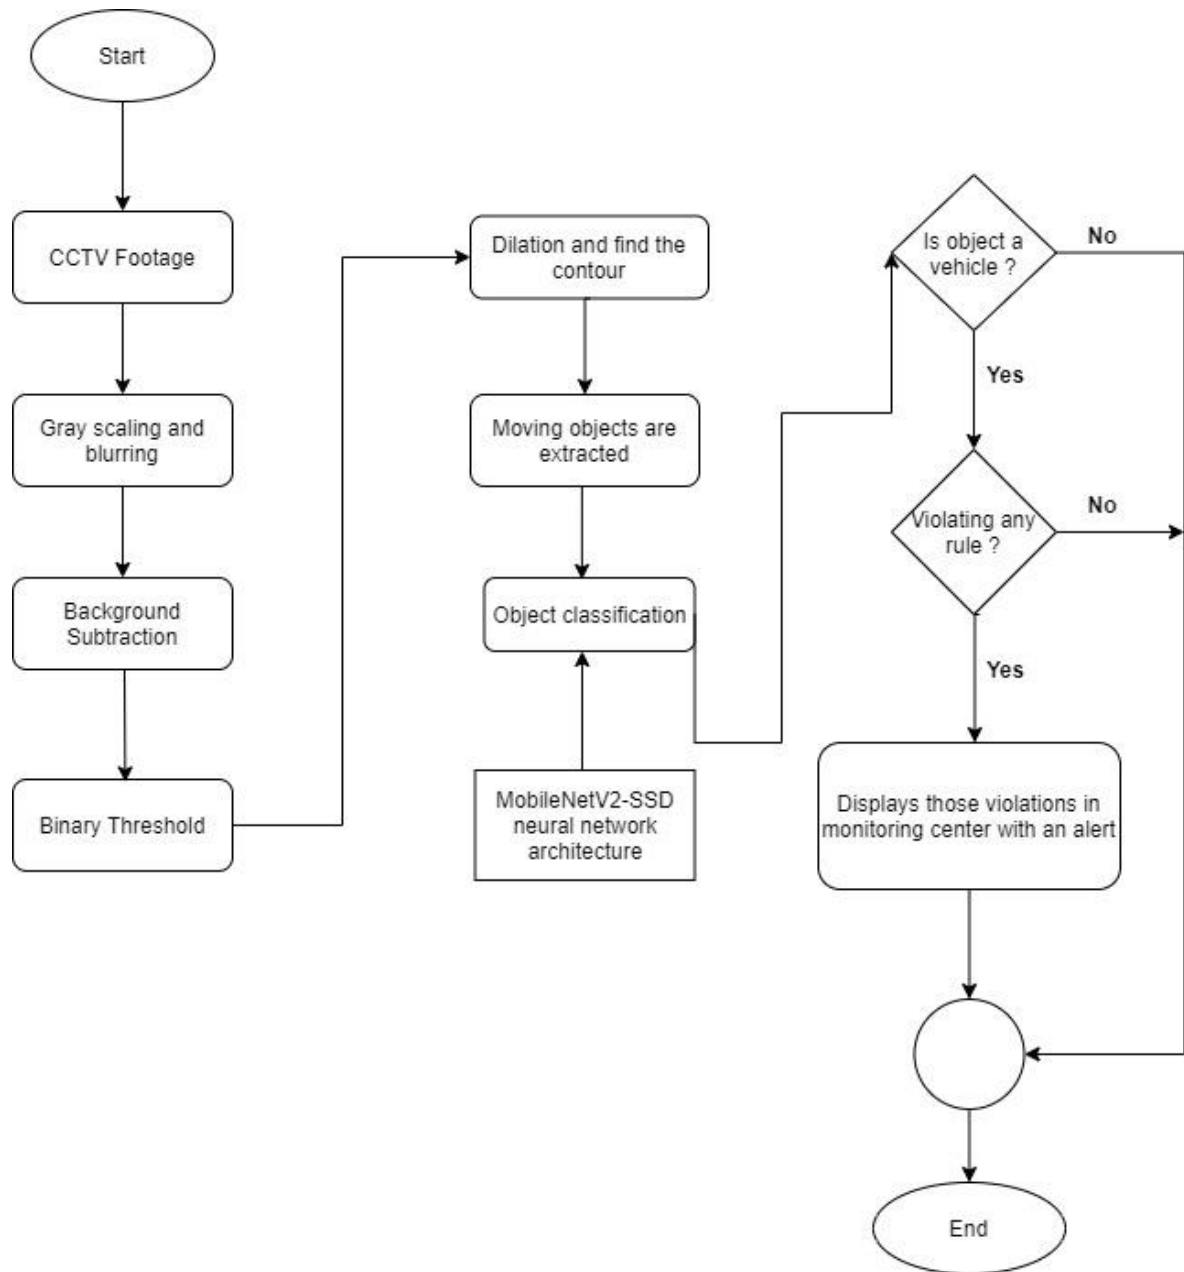 Start
CCTV Footage
Gray scaling and
blurring
Background
Subtraction
Binary Threshold
Dilation and find the
contour
Moving objects are
extracted
Object classification
MobileNetV2-SSD
neural network
architecture
Is object a
vehicle ?
No
Yes
Violating any
rule ?
No
Yes
Displays those violations in
monitoring center with an alert
End